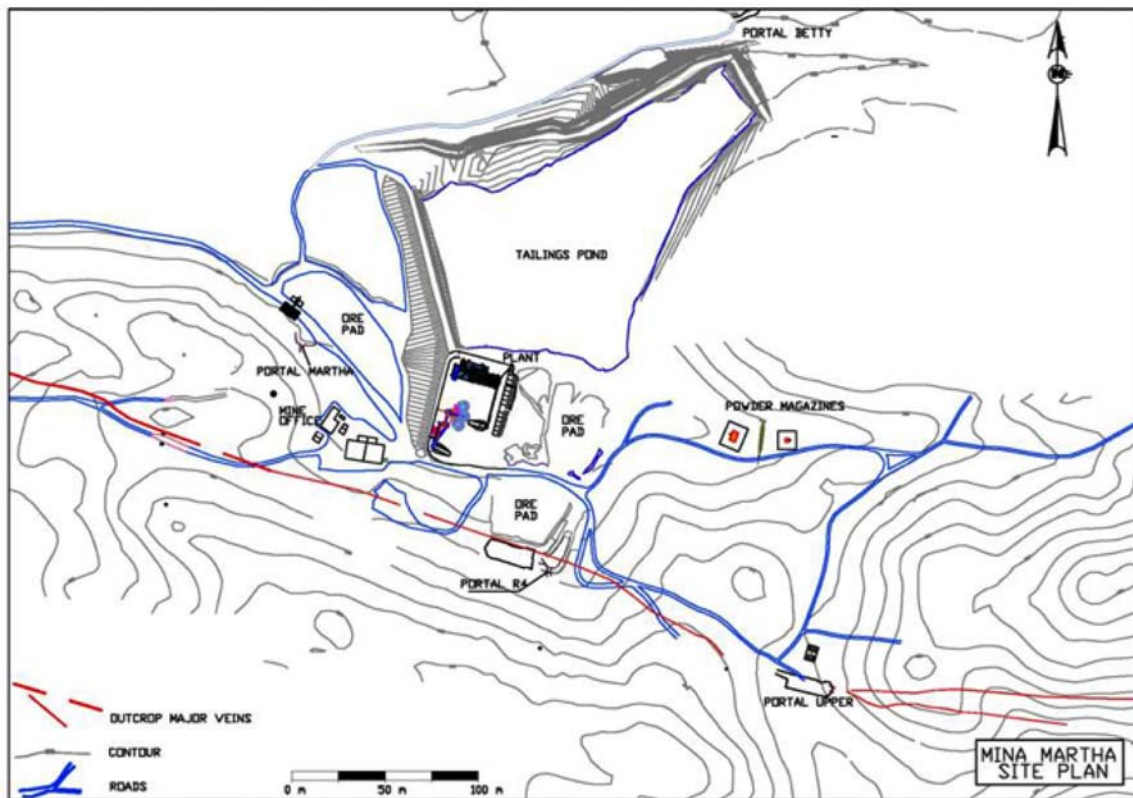 PORTAL BETTY
N
TAILINGS POND
ORE
PAD
PORTAL MARTHA
PLANT
MINE
OFFICE
ORE
PAD
POWDER MAGAZINES
ORE
PAD
PORTAL R4
PORTAL UPPER
OUTCROP MAJOR VEINS
CONTOUR
ROADS
0 m
50 m
100 m
MINA MARTHA
SITE PLAN